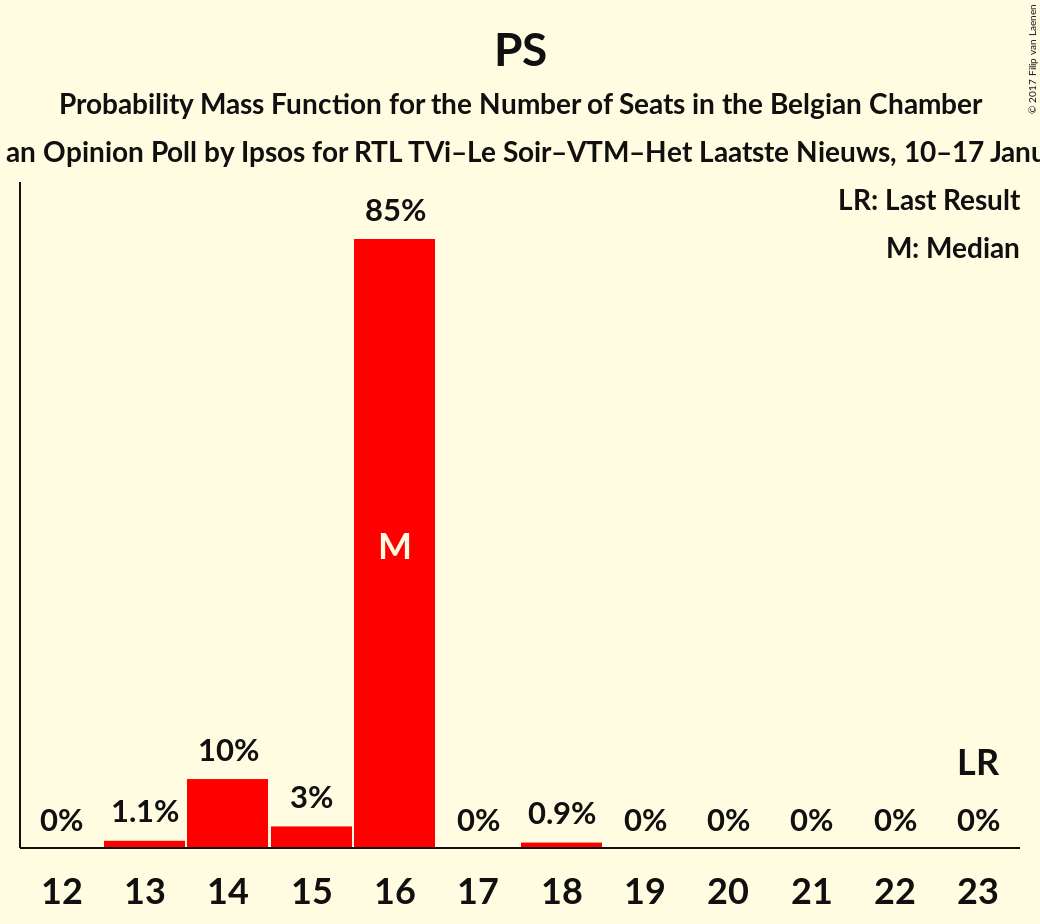 PS
Probability Mass Function for the Number of Seats in the Belgian Chamber
an Opinion Poll by Ipsos for RTL TVi–Le Soir–VTM–Het Laatste Nieuws, 10–17 Janu
© 2017 Filip van Laenen
LR: Last Result
M: Median
85%
M
10%
LR
3%
1.1%
0.9%
0% 0% 0% 0% 0% 0% 0%
12 13 14 15 16 17 18 19 20 21 22 23